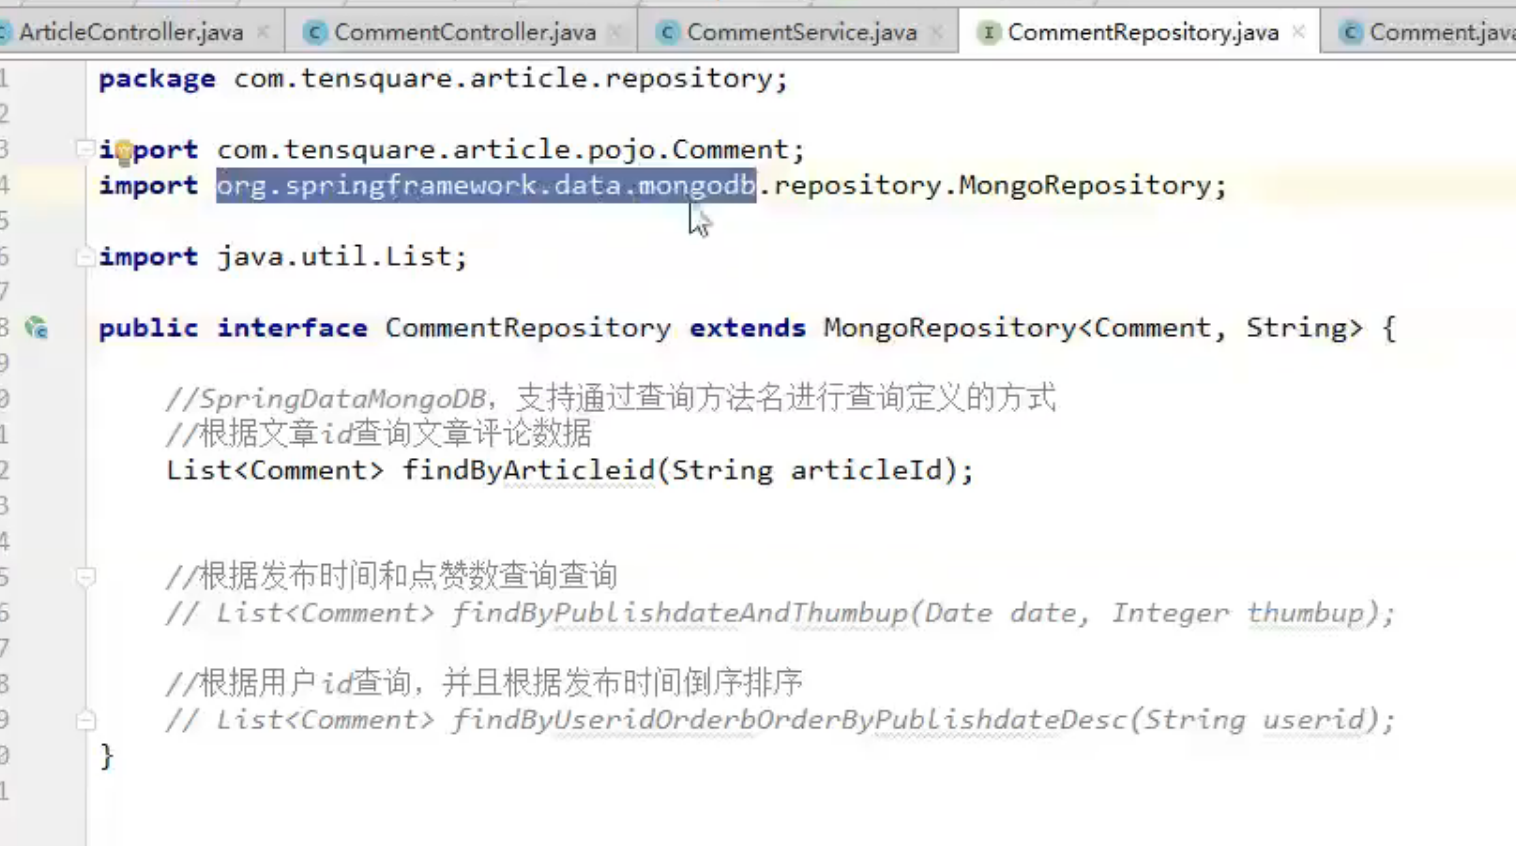 ArticleController.java CommentController.java CommentService.java CommentRepository.java Comment.java
1 package com.tensquare.article.repository;
2
3 import com.tensquare.article.pojo.Comment;
4 import org.springframework.data.mongodb.repository.MongoRepository;
5
6 import java.util.List;
7
8 public interface CommentRepository extends MongoRepository<Comment, String> {
9
0 //SpringDataMongoDB，支持通过查询方法名进行查询定义的方式
1 //根据文章id查询文章评论数据
2 List<Comment> findByArticleid(String articleId);
3
4
5 //根据发布时间和点赞数查询查询
6 // List<Comment> findByPublishdateAndThumbup(Date date, Integer thumbup);
7
8 //根据用户id查询，并且根据发布时间倒序排序
9 // List<Comment> findByUseridOrderbOrderByPublishdateDesc(String userid);
0 }
1